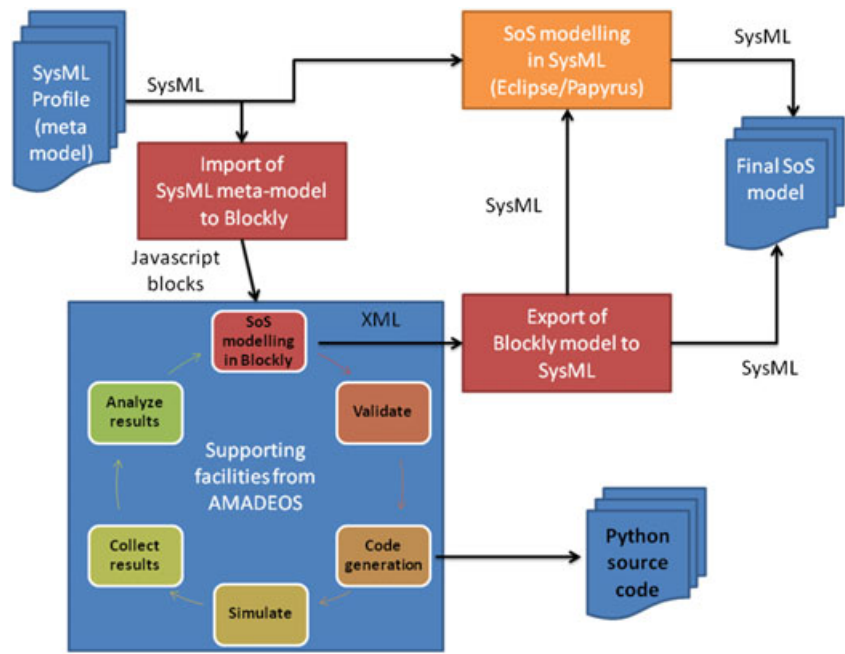 SysML
Profile
(meta
model)
SysML
SoS modelling
in SysML
(Eclipse/Papyrus)
SysML
Import of
SysML meta-model
to Blockly
Final SoS
model
SysML
Javascript
blocks
SoS
modelling
in Blockly
XML
Export of
Blockly model to
SysML
SysML
Analyze
results
Validate
Supporting
facilities from
AMADEOS
Collect
results
Code
generation
Simulate
Python
source
code